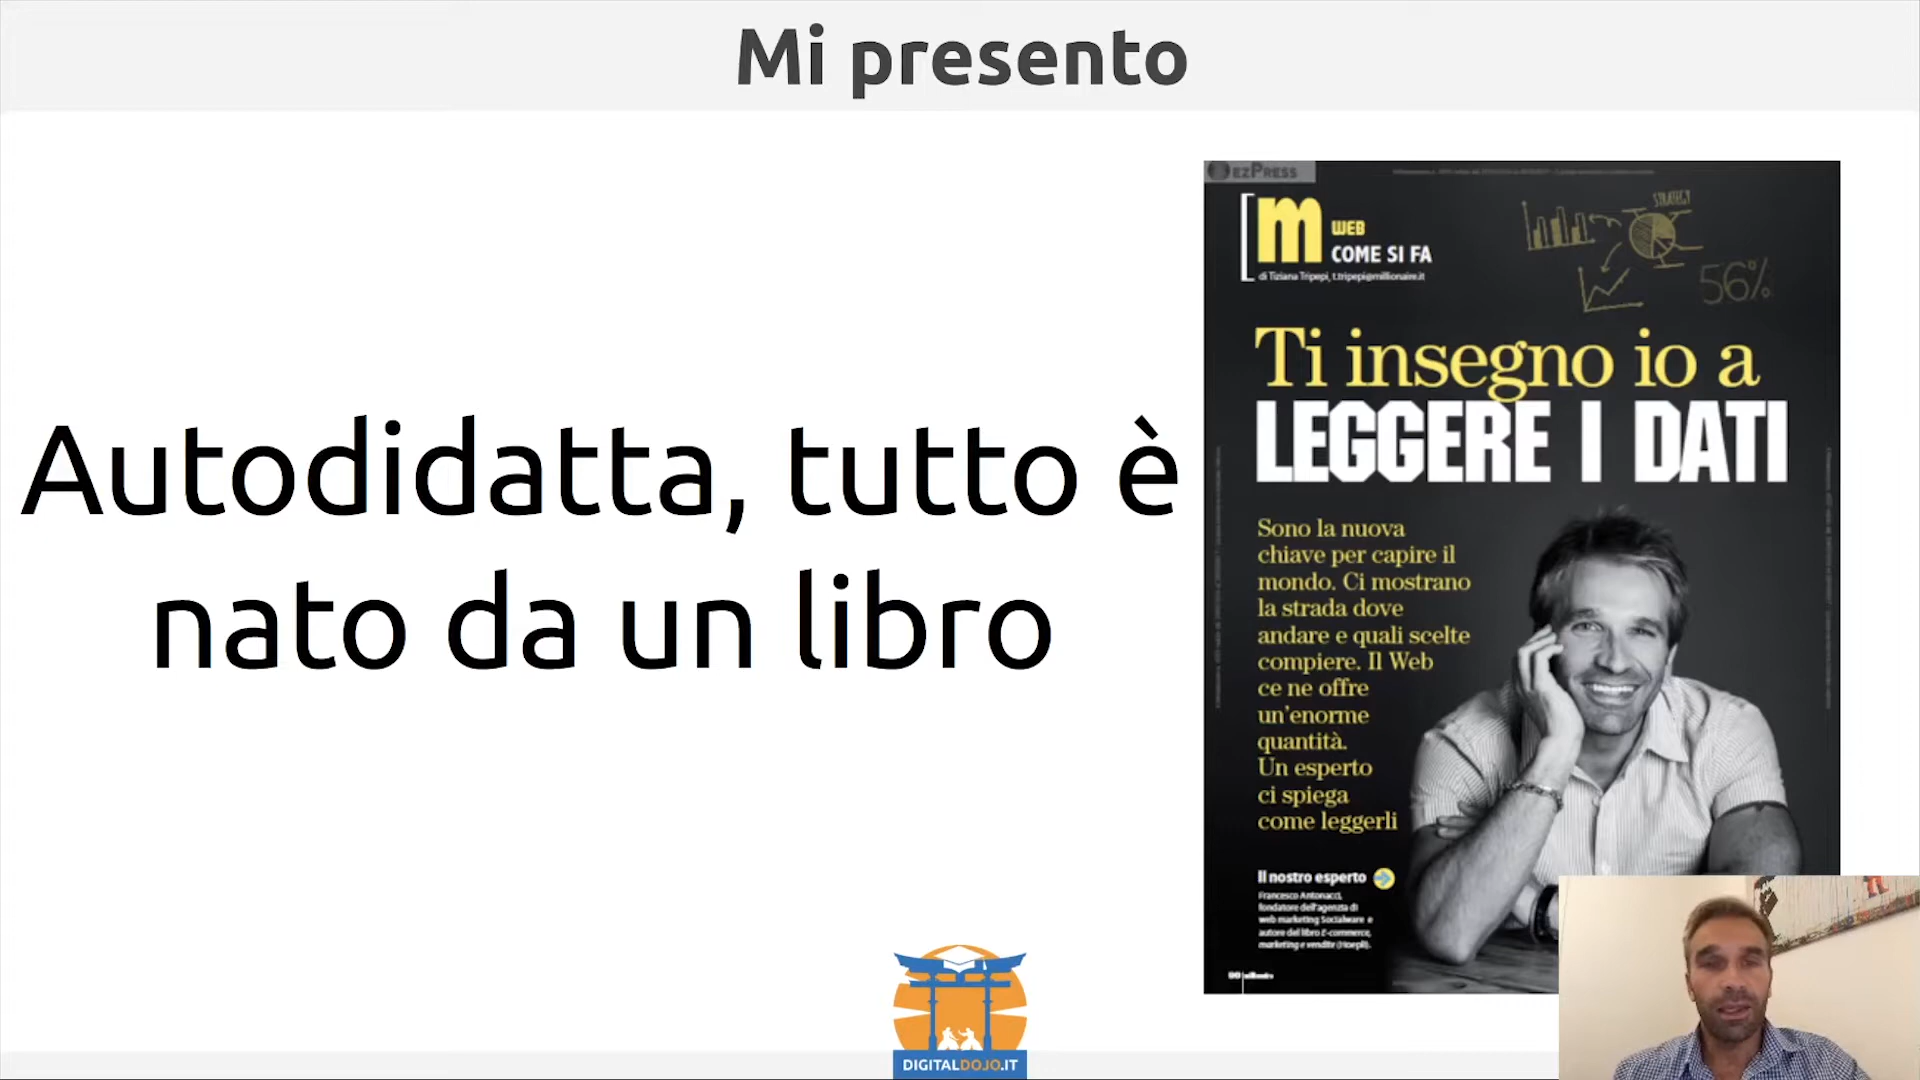 Mi presento
Autodidatta, tutto è
nato da un libro
EZPRESS
m WEB
COME SI FA
di Tiziana Tripepi, t.tripepi@millionaire.it
STRATEGY
56%
Ti insegno io a
LEGGERE I DATI
Sono la nuova
chiave per capire il
mondo. Ci mostrano
la strada dove
andare e quali scelte
compiere. Il Web
ce ne offre
un'enorme
quantità.
Un esperto
ci spiega
come leggerli
Il nostro esperto
Francesco Antonacci,
fondatore dell'agenzia di
web marketing Socialware e
autore del libro E-commerce,
marketing e vendite (Hoepli).
millionaire
DIGITALDOJO.IT